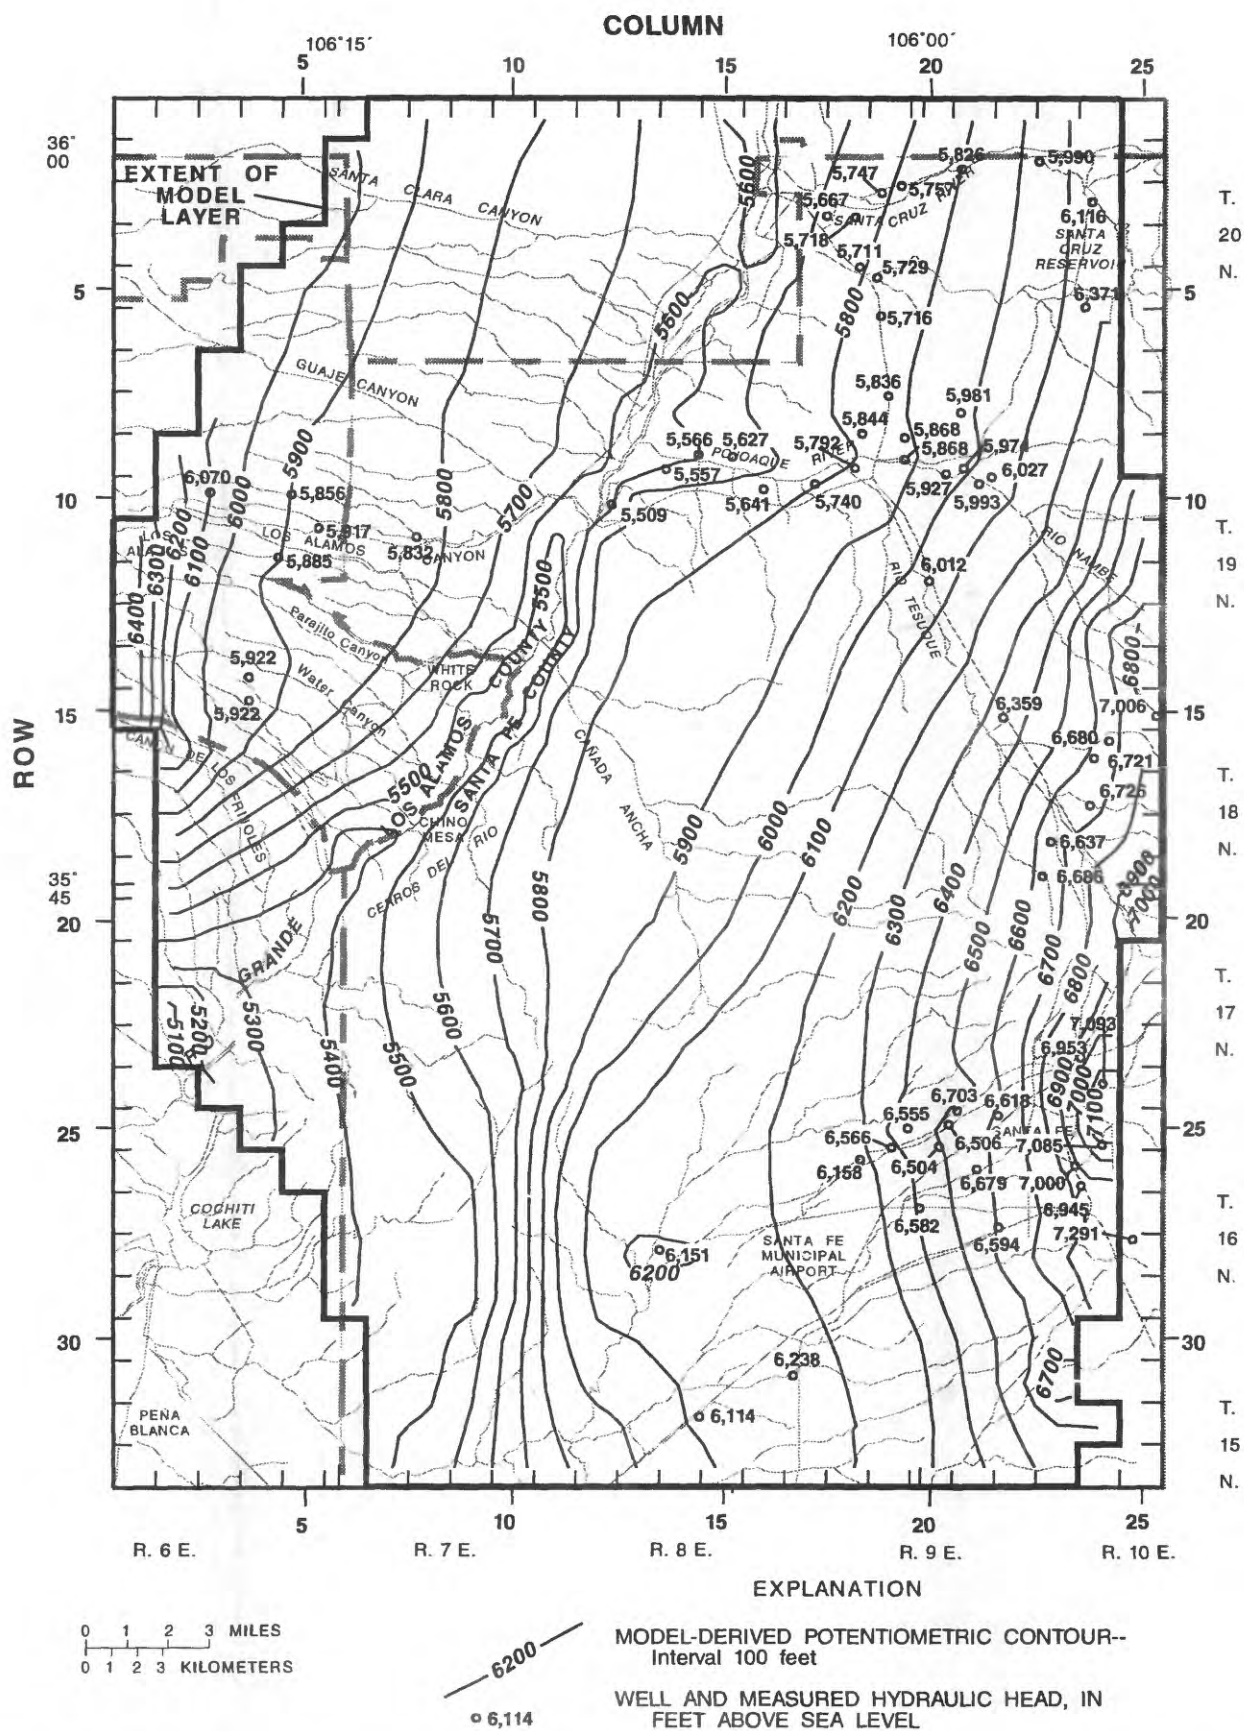 COLUMN
106°15′
106°00′
5
10
15
20
25
36°
00
EXTENT OF
MODEL
LAYER
SANTA CLARA CANYON
5600
5,747
5,826
5,990
5,667
5,757
SANTA CRUZ RIVER
5,718
5,711
5,729
5,716
6,116
SANTA
CRUZ
RESERVOIR
6,371
T.
20
N.
5
5
5600
5800
GUAJE CANYON
5,836
5,981
5,844
5,868
5,868
5,566
5,627
5,792
POJOAQUE RIVER
5,974
5,557
6,027
5,927
5,993
5,641
5,740
5,509
6,070
5900
5,856
5800
5700
6000
6200
6100
6300
6400
10
10
5,917
LOS ALAMOS CANYON
5,832
5,885
LOS
ALAMOS
T.
19
N.
RIO NAMBE
6,012
RIO TESUQUE
5500
COUNTY
COUNTY
Parajito Canyon
WHITE
ROCK
Water Canyon
5,922
5,922
6800
7,006
6,359
6,680
6,721
6,725
ROW
15
15
CANON DE LOS FRIJOLES
LOS ALAMOS
SANTA FE
5500
CHINO
MESA
CERROS DEL RIO
CAÑADA ANCHA
T.
18
N.
6,637
6,686
35°
45
20
20
5900
6000
6100
6200
6300
6400
6500
6600
6700
6800
5800
5700
GRANDE
5600
5500
5400
5300
5200
5100
T.
17
N.
7,093
6,953
6900
7000
7100
6,703
6,618
6,555
SANTA FE
25
25
6,566
6,506
7,085
6,158
6,504
6,679
7,000
6,945
6,582
6,594
7,291
COCHITI
LAKE
SANTA FE
MUNICIPAL
AIRPORT
6,151
6200
T.
16
N.
30
30
6,238
6700
6,114
PEÑA
BLANCA
T.
15
N.
5
10
15
20
25
R. 6 E.
R. 7 E.
R. 8 E.
R. 9 E.
R. 10 E.
EXPLANATION
0 1 2 3 MILES
0 1 2 3 KILOMETERS
6200
MODEL-DERIVED POTENTIOMETRIC CONTOUR--
Interval 100 feet
6,114
WELL AND MEASURED HYDRAULIC HEAD, IN
FEET ABOVE SEA LEVEL